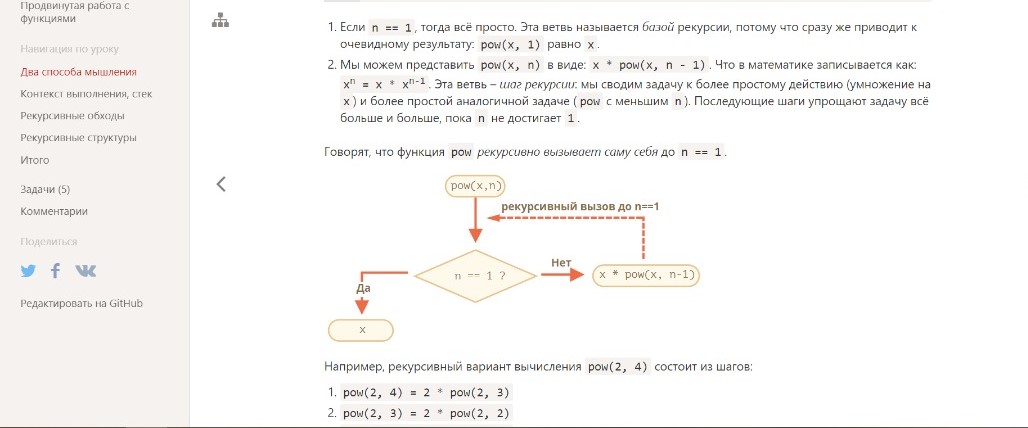 Продвинутая работа с
функциями
Навигация по уроку
Два способа мышления
Контекст выполнения, стек
Рекурсивные обходы
Рекурсивные структуры
Итого
Задачи (5)
Комментарии
Поделиться
Редактировать на GitHub
1. Если n == 1, тогда всё просто. Эта ветвь называется базой рекурсии, потому что сразу же приводит к
очевидному результату: pow(x, 1) равно x.
2. Мы можем представить pow(x, n) в виде: x * pow(x, n - 1). Что в математике записывается как:
xⁿ = x * xⁿ⁻¹. Эта ветвь – шаг рекурсии: мы сводим задачу к более простому действию (умножение на
x) и более простой аналогичной задаче (pow с меньшим n). Последующие шаги упрощают задачу всё
больше и больше, пока n не достигает 1.
Говорят, что функция pow рекурсивно вызывает саму себя до n == 1.
pow(x,n)
рекурсивный вызов до n==1
n == 1 ?
Нет
x * pow(x, n-1)
Да
x
Например, рекурсивный вариант вычисления pow(2, 4) состоит из шагов:
1. pow(2, 4) = 2 * pow(2, 3)
2. pow(2, 3) = 2 * pow(2, 2)